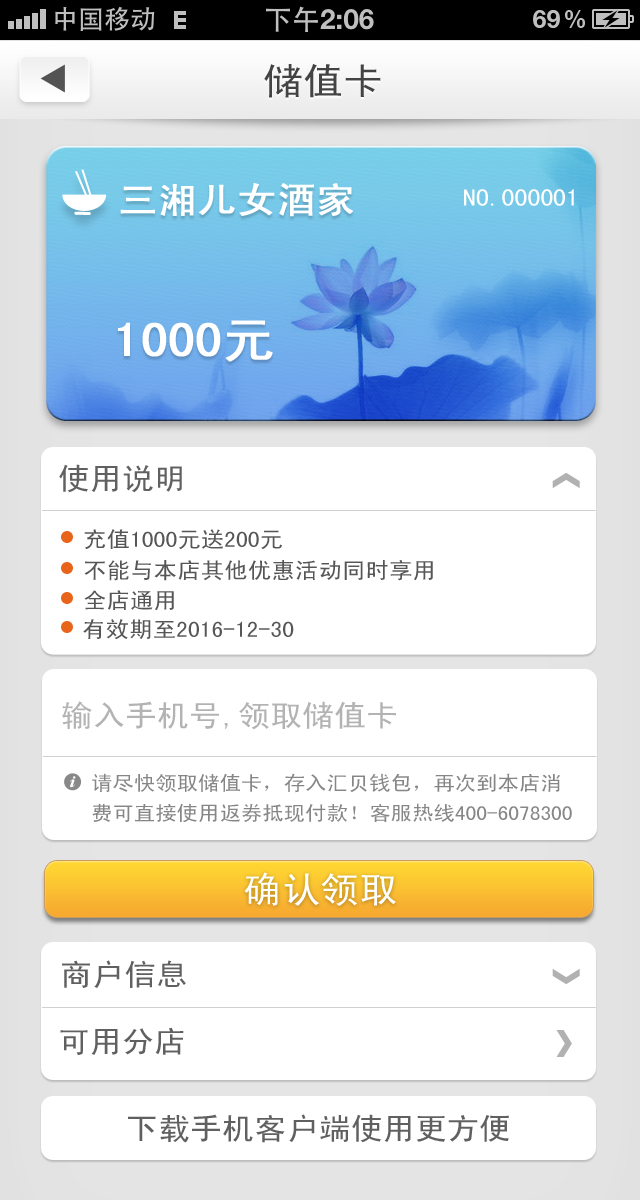 中国移动 E 下午2:06 69%
储值卡
三湘儿女酒家 NO.000001
1000元
使用说明
充值1000元送200元
不能与本店其他优惠活动同时享用
全店通用
有效期至2016-12-30
输入手机号,领取储值卡
请尽快领取储值卡，存入汇贝钱包，再次到本店消
费可直接使用返券抵现付款！客服热线400-6078300
确认领取
商户信息
可用分店
下载手机客户端使用更方便